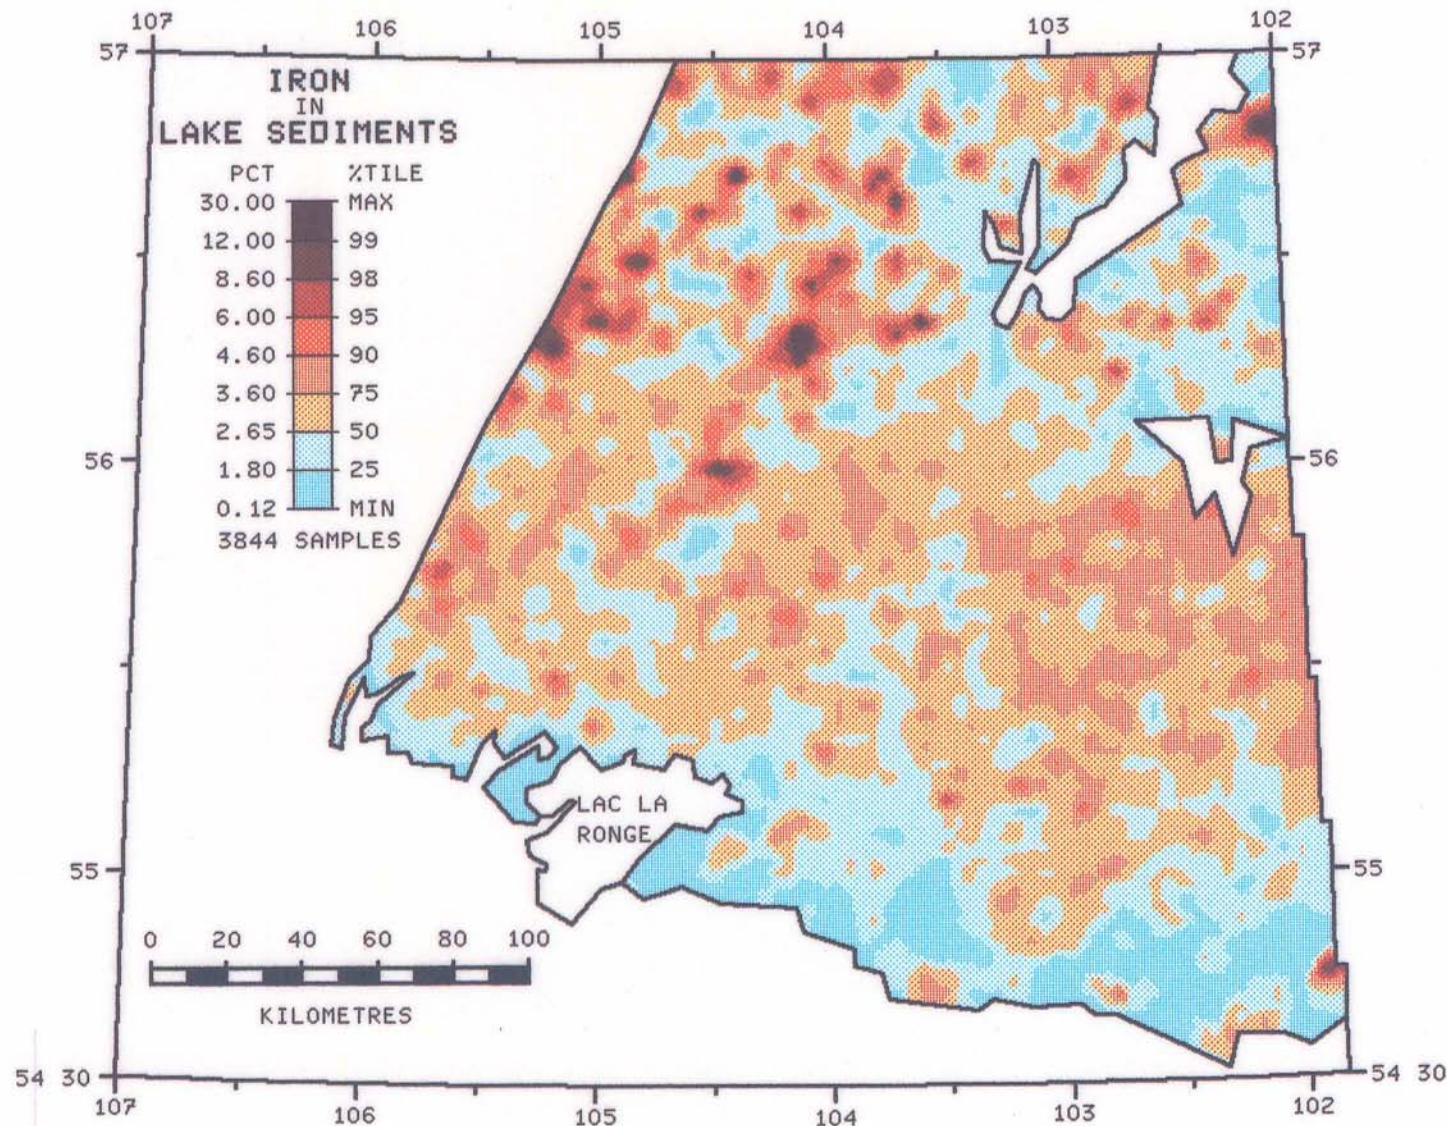 107 106 105 104 103 102
57 57
IRON
IN
LAKE SEDIMENTS
PCT %TILE
30.00 MAX
12.00 99
8.60 98
6.00 95
4.60 90
3.60 75
2.65 50
1.80 25
0.12 MIN
3844 SAMPLES
56 56
LAC LA
RONGE
55 55
0 20 40 60 80 100
KILOMETRES
54 30 54 30
107 106 105 104 103 102